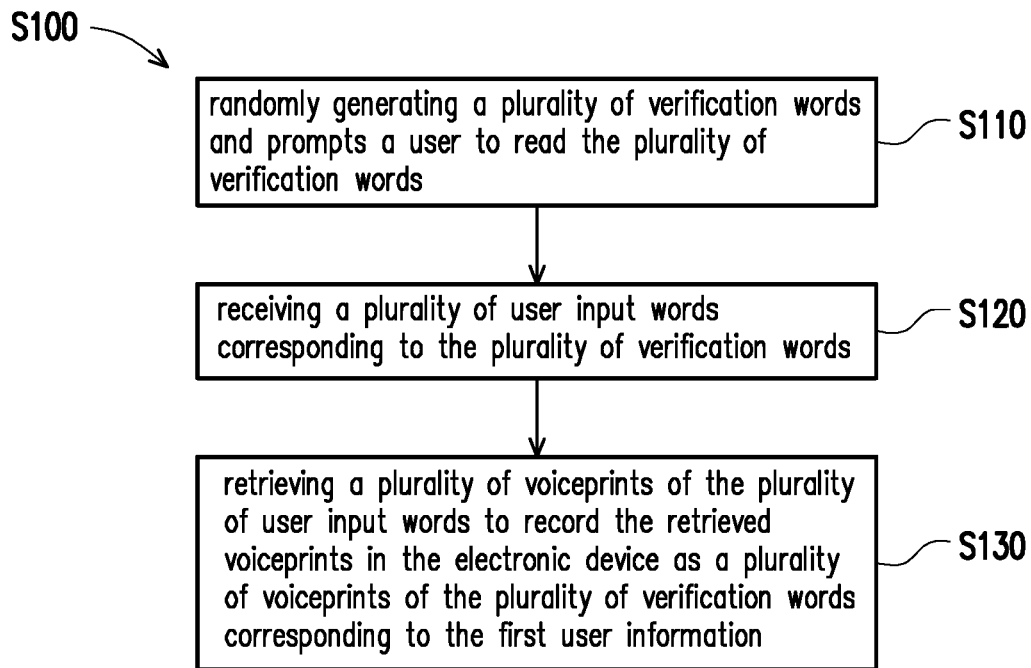 S100
randomly generating a plurality of verification words
and prompts a user to read the plurality of
verification words
S110
receiving a plurality of user input words
corresponding to the plurality of verification words
S120
retrieving a plurality of voiceprints of the plurality
of user input words to record the retrieved
voiceprints in the electronic device as a plurality
of voiceprints of the plurality of verification words
corresponding to the first user information
S130